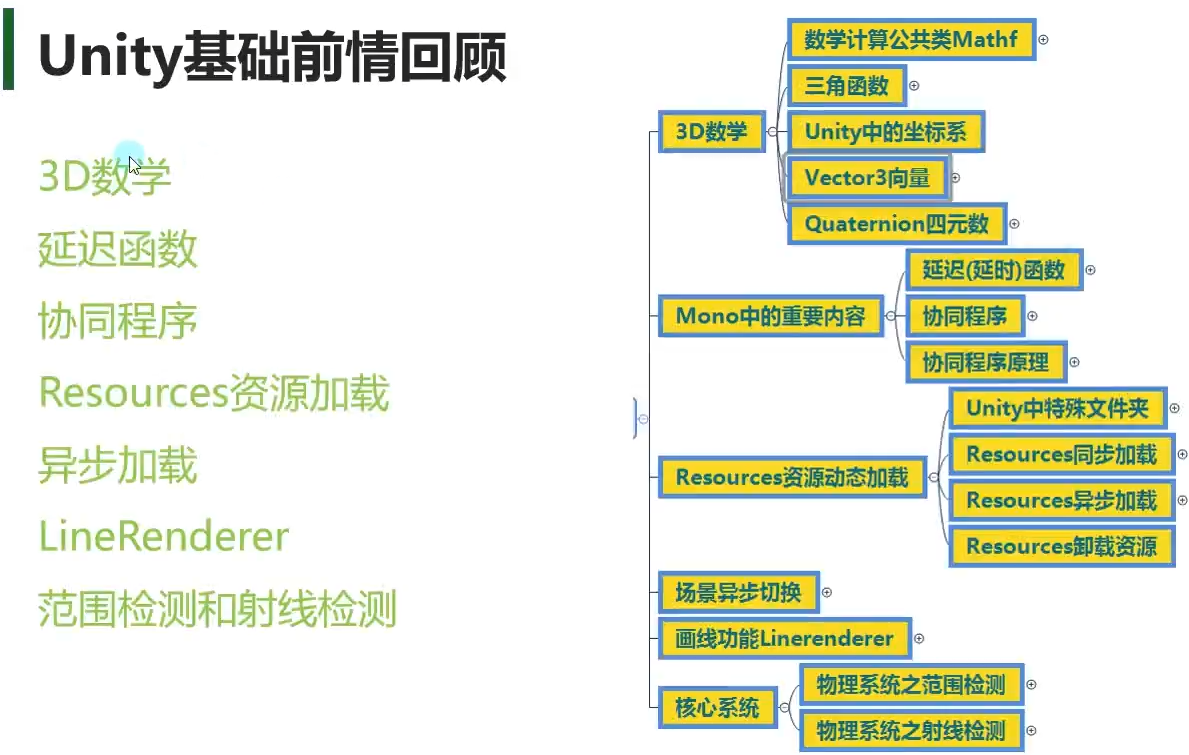 Unity基础前情回顾
3D数学
延迟函数
协同程序
Resources资源加载
异步加载
LineRenderer
范围检测和射线检测
3D数学
数学计算公共类Mathf
三角函数
Unity中的坐标系
Vector3向量
Quaternion四元数
Mono中的重要内容
延迟(延时)函数
协同程序
协同程序原理
Resources资源动态加载
Unity中特殊文件夹
Resources同步加载
Resources异步加载
Resources卸载资源
场景异步切换
画线功能Linerenderer
核心系统
物理系统之范围检测
物理系统之射线检测